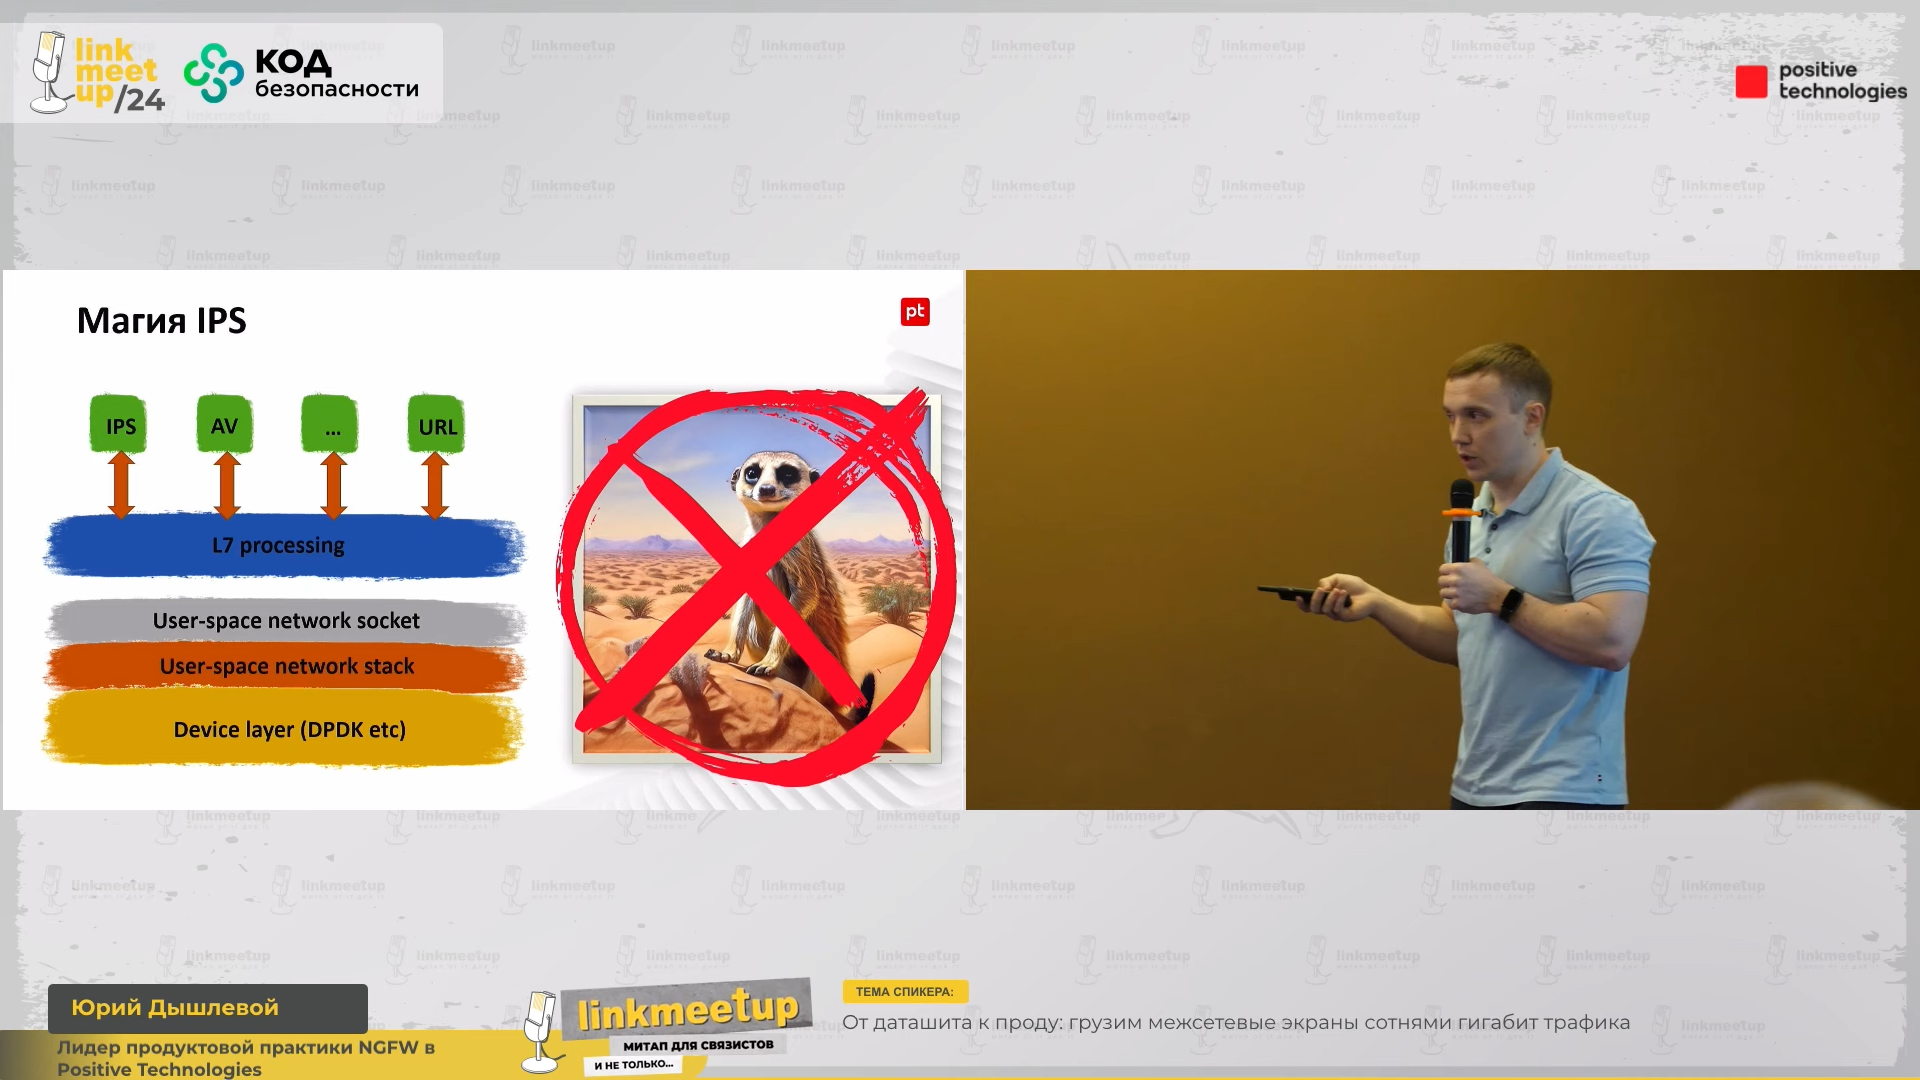 link
meet
up/24
КОД
безопасности
positive
technologies
Магия IPS
pt
IPS
AV
...
URL
L7 processing
User-space network socket
User-space network stack
Device layer (DPDK etc)
Юрий Дышлевой
Лидер продуктовой практики NGFW в
Positive Technologies
linkmeetup
МИТАП ДЛЯ СВЯЗИСТОВ
И НЕ ТОЛЬКО...
ТЕМА СПИКЕРА:
От даташита к проду: грузим межсетевые экраны сотнями гигабит трафика